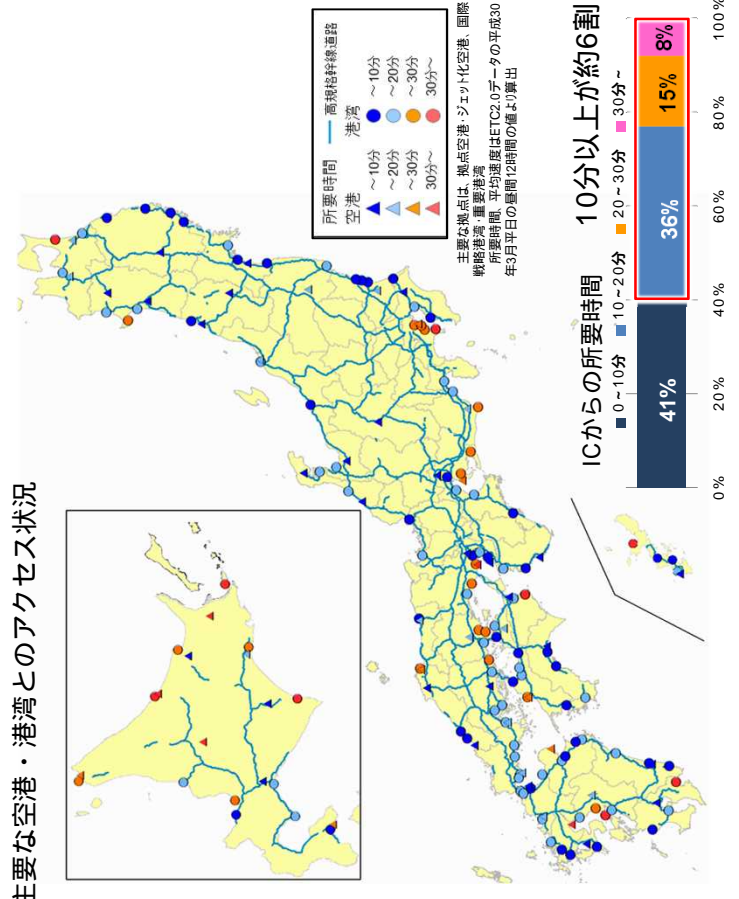 主要な空港・港湾とのアクセス状況
所要時間 高規格幹線道路
空港 港湾
～10分 ～10分
～20分 ～20分
～30分 ～30分
30分～ 30分～
主要な拠点は、拠点空港・ジェット化空港、国際
戦略港湾・重要港湾
所要時間、平均速度はETC2.0データの平成30
年3月平日の昼間12時間の値より算出
ICからの所要時間 10分以上が約6割
0～10分 10～20分 20～30分 30分～
41% 36% 15% 8%
0% 20% 40% 60% 80% 100%